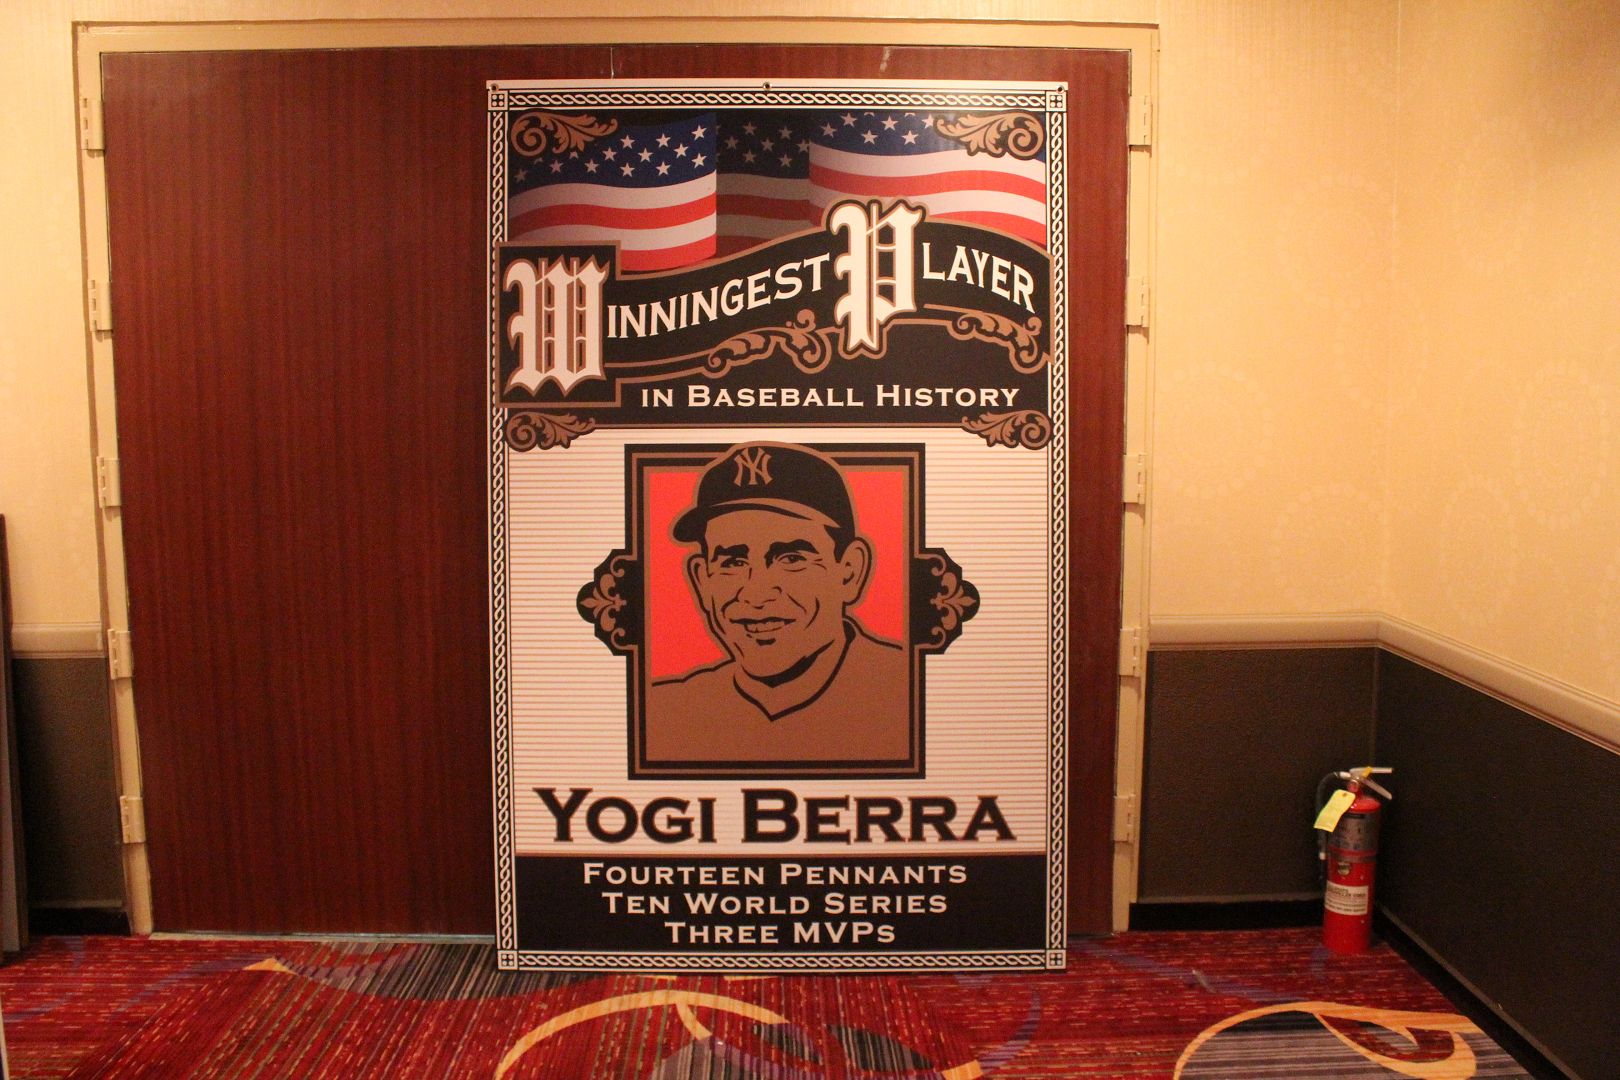 Winningest Player
in Baseball History
NY
Yogi Berra
Fourteen Pennants
Ten World Series
Three MVPs